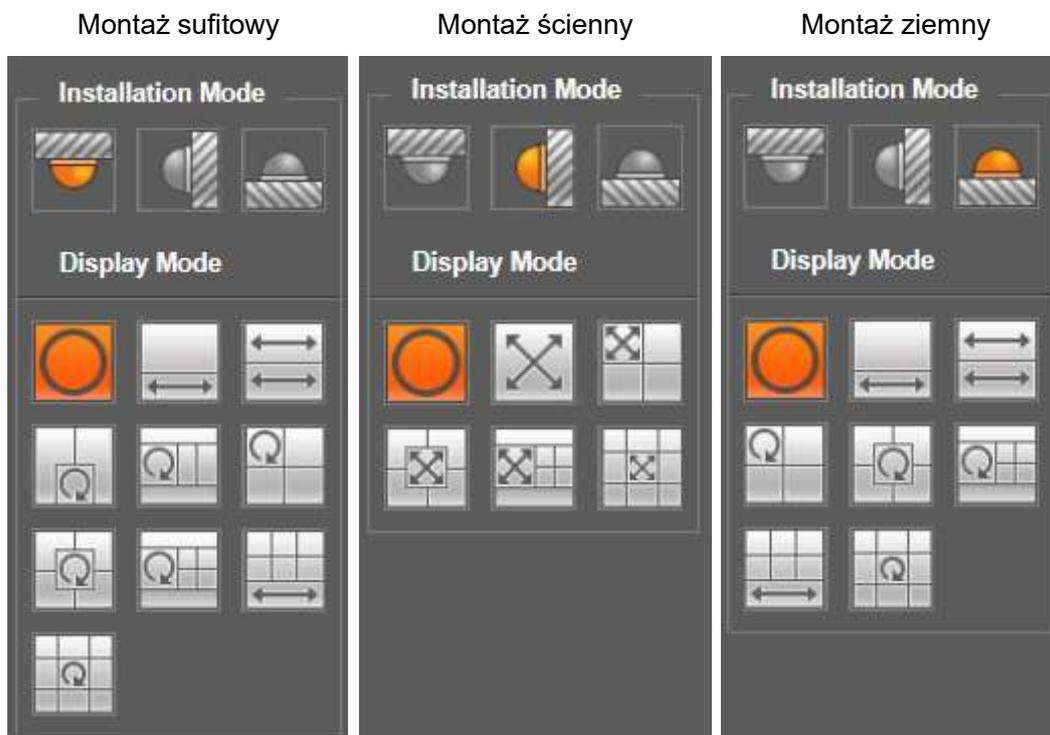 Montaż sufitowy
Montaż ścienny
Montaż ziemny
Installation Mode
Installation Mode
Installation Mode
Display Mode
Display Mode
Display Mode